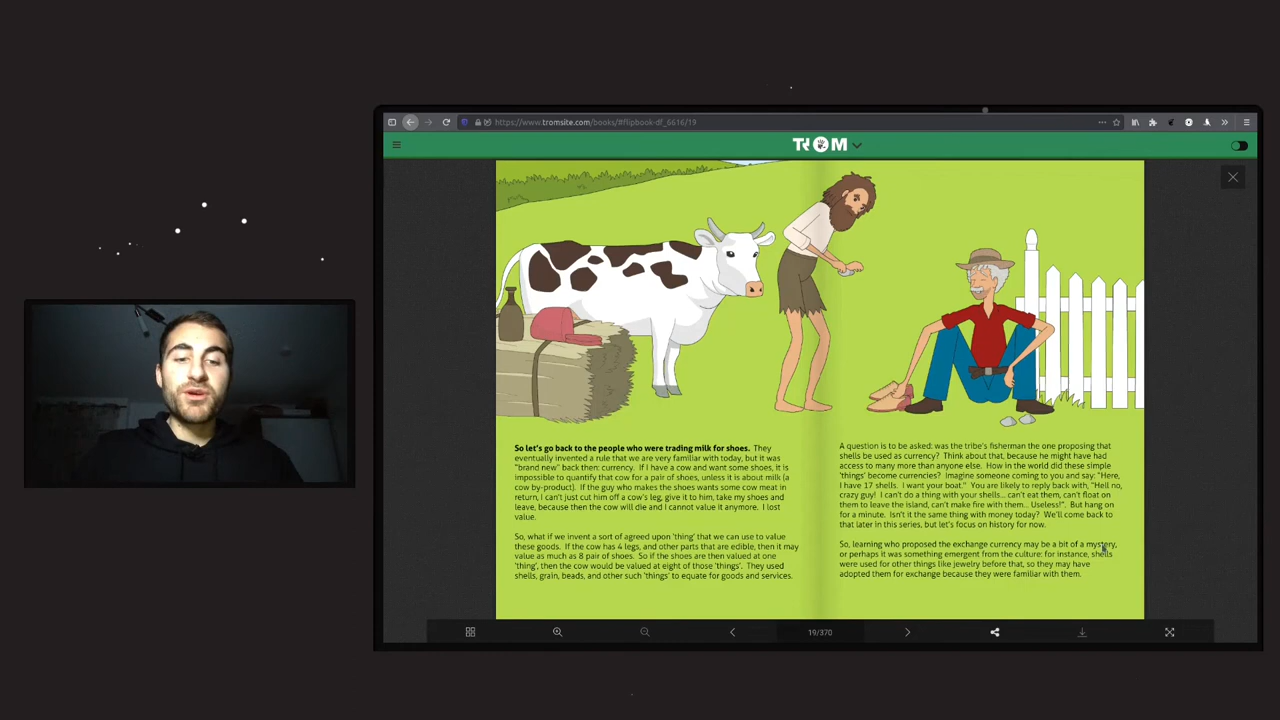 https://www.tromsite.com/books/#flipbook-df_6616/19
TROM
So let's go back to the people who were trading milk for shoes. They
eventually invented a rule that we are very familiar with today, but it was
"brand new" back then: currency. If I have a cow and want some shoes, it is
impossible to quantify that cow for a pair of shoes, unless it is about milk (a
cow by-product). If the guy who makes the shoes wants some cow meat in
return, I can't just cut him off a cow's leg, give it to him, take my shoes and
leave, because then the cow will die and I cannot value it anymore. I lost
value.
So, what if we invent a sort of agreed upon 'thing' that we can use to value
these goods. If the cow has 4 legs, and other parts that are edible, then it may
value as much as 8 pair of shoes. So if the shoes are then valued at one
'thing', then the cow would be valued at eight of those 'things'. They used
shells, grain, beads, and other such 'things' to equate for goods and services.
A question is to be asked: was the tribe's fisherman the one proposing that
shells be used as currency? Think about that, because he might have had
access to many more than anyone else. How in the world did these simple
'things' become currencies? Imagine someone coming to you and say: "Here,
I have 17 shells. I want your boat." You are likely to reply back with, "Hell no,
crazy guy! I can't do a thing with your shells... can't eat them, can't float on
them to leave the island, can't make fire with them... Useless!". But hang on
for a minute. Isn't it the same thing with money today? We'll come back to
that later in this series, but let's focus on history for now.
So, learning who proposed the exchange currency may be a bit of a mystery,
or perhaps it was something emergent from the culture: for instance, shells
were used for other things like jewelry before that, so they may have
adopted them for exchange because they were familiar with them.
19/370